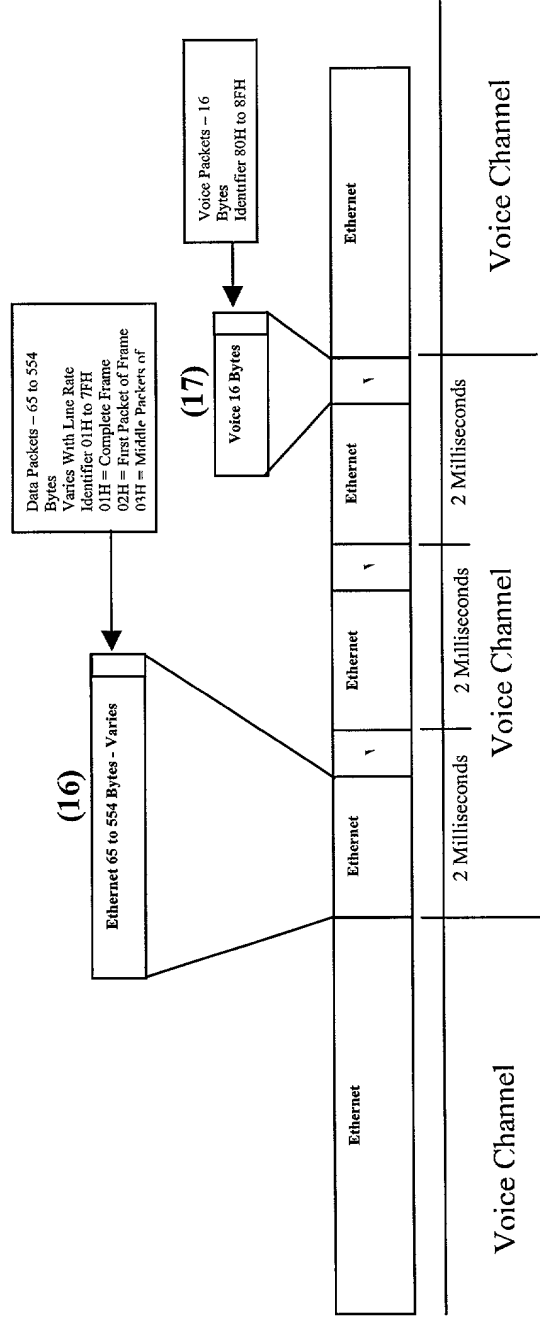 Data Packets – 65 to 554
Bytes
Varies With Line Rate
Identifier 01H to 7FH
01H = Complete Frame
02H = First Packet of Frame
03H = Middle Packets of
Voice Packets – 16
Bytes
Identifier 80H to 8FH
(16)
Ethernet 65 to 554 Bytes - Varies
(17)
Voice 16 Bytes
Ethernet
Ethernet
Ethernet
Ethernet
Ethernet
2 Milliseconds
2 Milliseconds
2 Milliseconds
Voice Channel
Voice Channel
Voice Channel